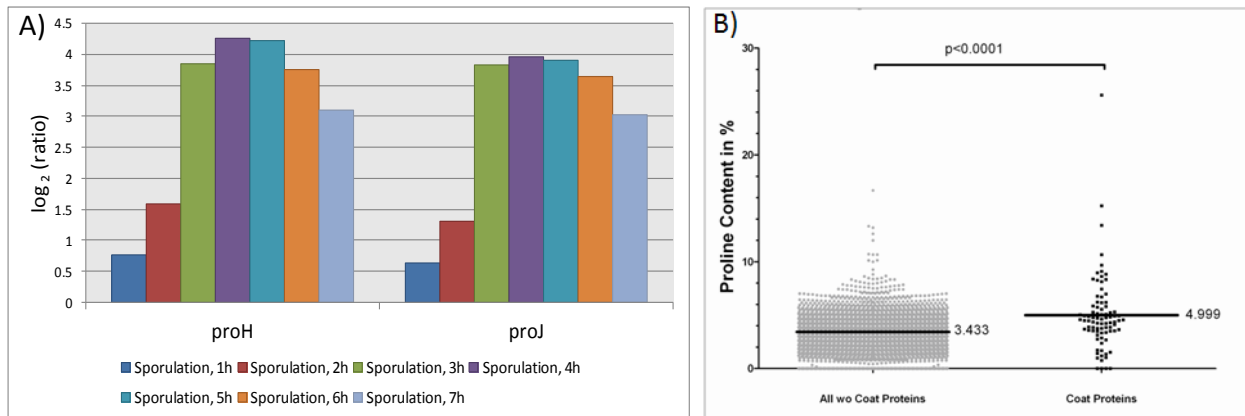 A)
log 2 (ratio)
4.5
4
3.5
3
2.5
2
1.5
1
0.5
0
proH
proJ
Sporulation, 1h
Sporulation, 2h
Sporulation, 3h
Sporulation, 4h
Sporulation, 5h
Sporulation, 6h
Sporulation, 7h
B)
p<0.0001
Proline Content in %
30
20
10
0
3.433
4.999
All wo Coat Proteins
Coat Proteins